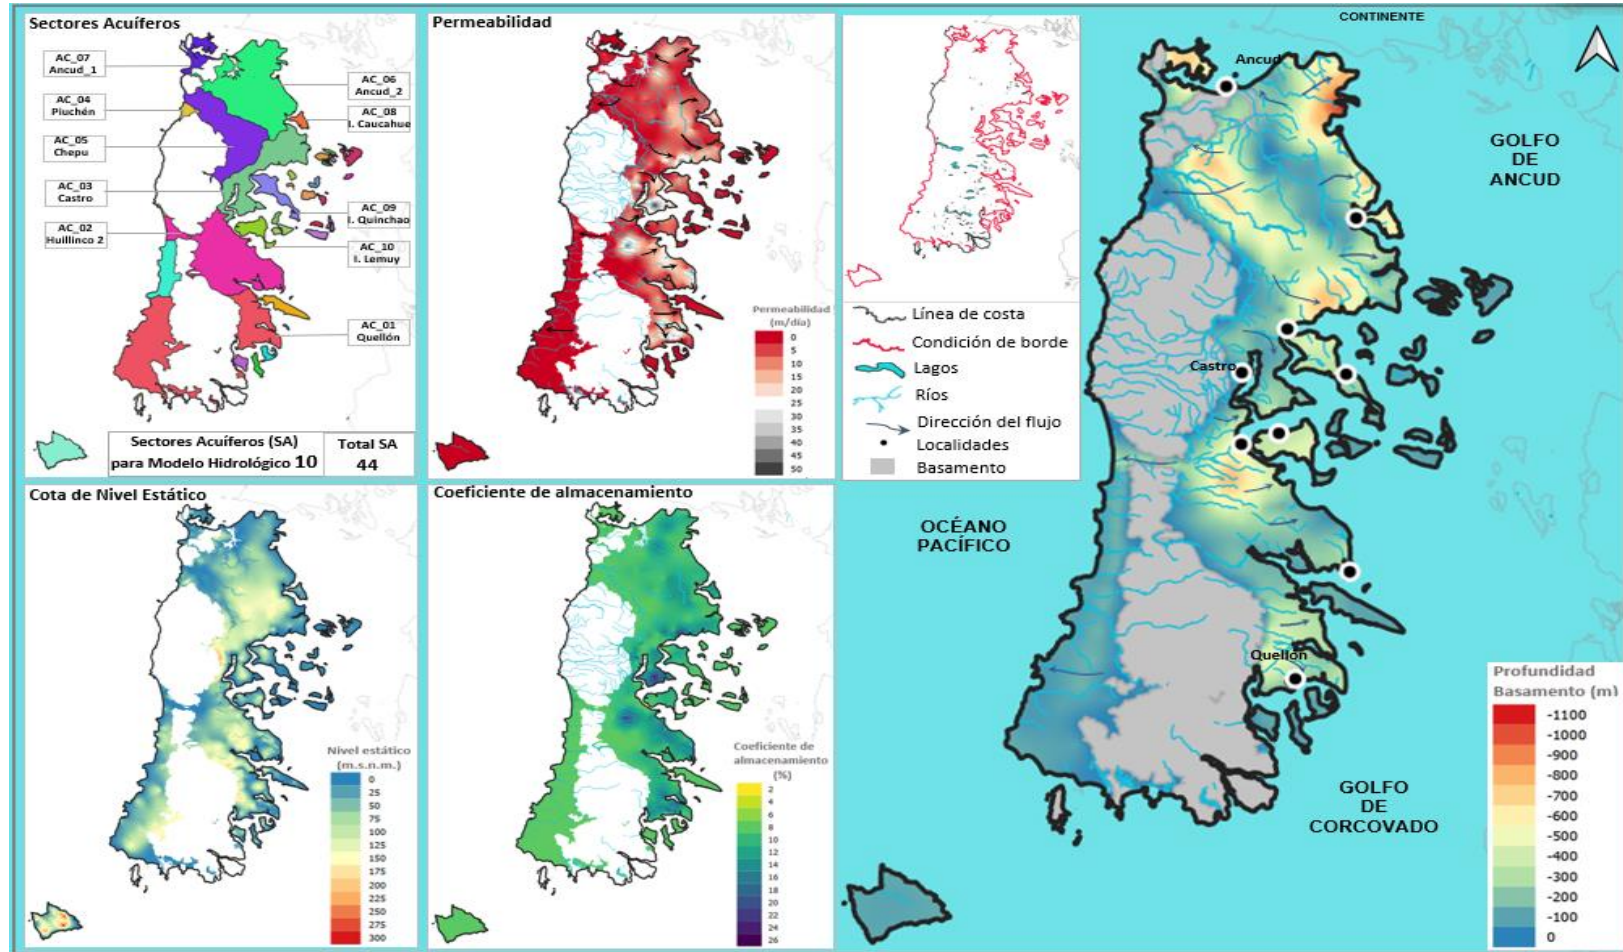 Sectores Acuíferos
AC_07
Ancud_1
AC_04
Piuchén
AC_05
Chepu
AC_03
Castro
AC_02
Huillinco 2
AC_06
Ancud_2
AC_08
I. Caucahue
AC_09
I. Quinchao
AC_10
I. Lemuy
AC_01
Quellón
Sectores Acuíferos (SA)
para Modelo Hidrológico 10
Total SA
44
Permeabilidad
Permeabilidad
(m/día)
0
5
10
15
20
25
30
35
40
45
50
Línea de costa
Condición de borde
Lagos
Ríos
Dirección del flujo
Localidades
Basamento
Cota de Nivel Estático
Nivel estático
(m.s.n.m.)
0
25
50
75
100
125
150
175
200
225
250
275
300
Coeficiente de almacenamiento
Coeficiente de
almacenamiento
(%)
2
4
6
8
10
12
14
16
18
20
22
24
26
CONTINENTE
Ancud
GOLFO
DE
ANCUD
Castro
OCÉANO
PACÍFICO
Quellón
GOLFO
DE
CORCOVADO
Profundidad
Basamento (m)
-1100
-1000
-900
-800
-700
-600
-500
-400
-300
-200
-100
0